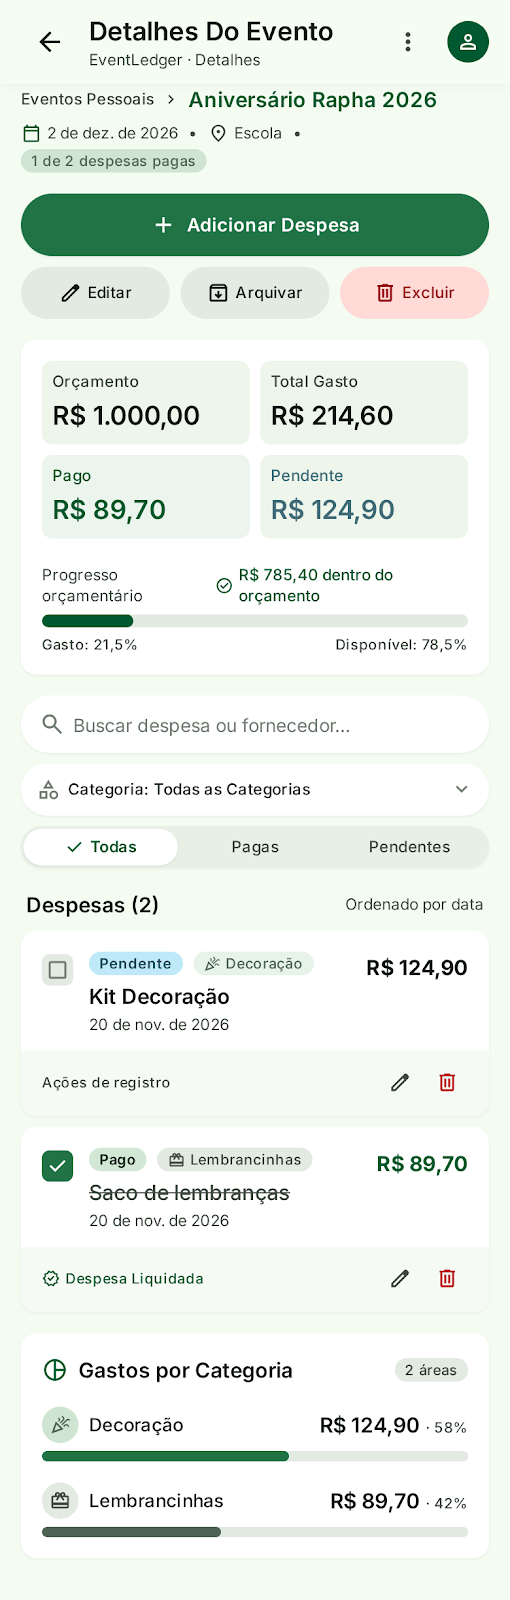 Detalhes Do Evento
EventLedger · Detalhes
Eventos Pessoais > Aniversário Rapha 2026
2 de dez. de 2026 • Escola •
1 de 2 despesas pagas
+ Adicionar Despesa
Editar Arquivar Excluir
Orçamento Total Gasto
R$ 1.000,00 R$ 214,60
Pago Pendente
R$ 89,70 R$ 124,90
Progresso R$ 785,40 dentro do
orçamentário orçamento
Gasto: 21,5% Disponível: 78,5%
Buscar despesa ou fornecedor...
Categoria: Todas as Categorias
Todas Pagas Pendentes
Despesas (2) Ordenado por data
Pendente Decoração R$ 124,90
Kit Decoração
20 de nov. de 2026
Ações de registro
Pago Lembrancinhas R$ 89,70
Saco de lembranças
20 de nov. de 2026
Despesa Liquidada
Gastos por Categoria 2 áreas
Decoração R$ 124,90 · 58%
Lembrancinhas R$ 89,70 · 42%